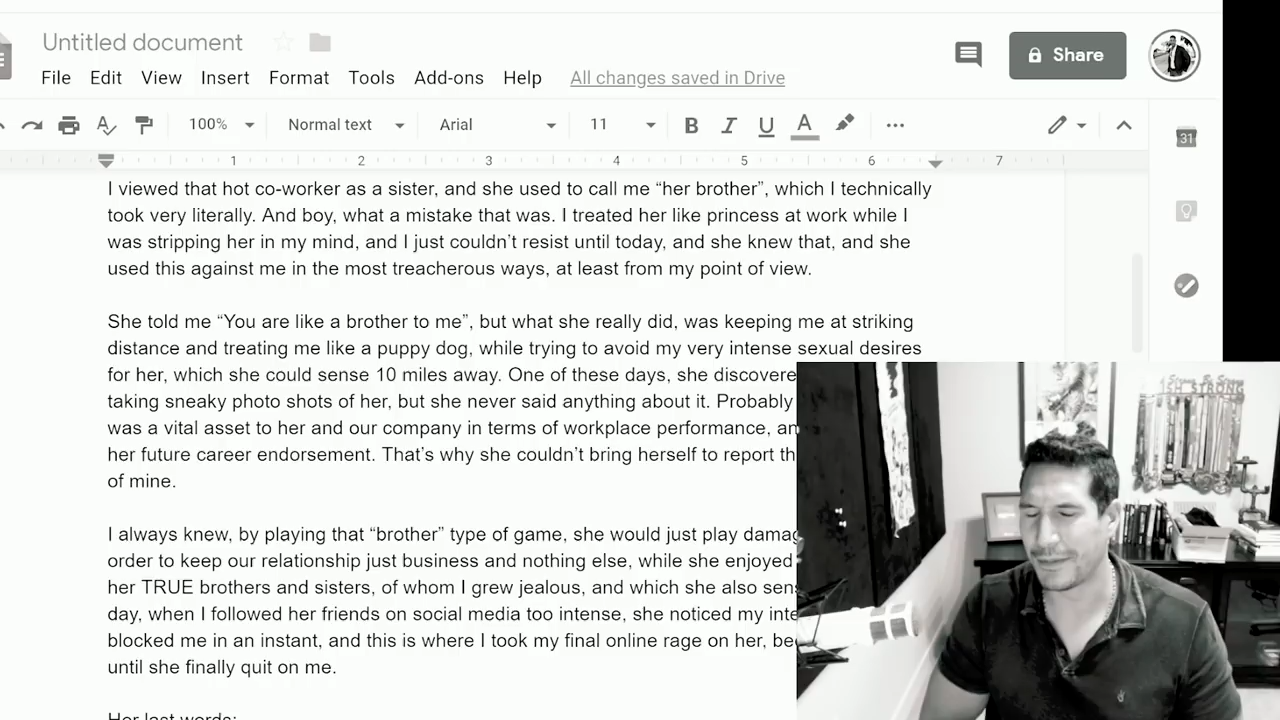 Untitled document
Share
File Edit View Insert Format Tools Add-ons Help All changes saved in Drive
100% Normal text Arial 11 B I U A
31
1 2 3 4 5 6 7
I viewed that hot co-worker as a sister, and she used to call me “her brother”, which I technically
took very literally. And boy, what a mistake that was. I treated her like princess at work while I
was stripping her in my mind, and I just couldn’t resist until today, and she knew that, and she
used this against me in the most treacherous ways, at least from my point of view.
She told me “You are like a brother to me”, but what she really did, was keeping me at striking
distance and treating me like a puppy dog, while trying to avoid my very intense sexual desires
for her, which she could sense 10 miles away. One of these days, she discovere
taking sneaky photo shots of her, but she never said anything about it. Probably
was a vital asset to her and our company in terms of workplace performance, an
her future career endorsement. That’s why she couldn’t bring herself to report th
of mine.
I always knew, by playing that “brother” type of game, she would just play damag
order to keep our relationship just business and nothing else, while she enjoyed
her TRUE brothers and sisters, of whom I grew jealous, and which she also sens
day, when I followed her friends on social media too intense, she noticed my inte
blocked me in an instant, and this is where I took my final online rage on her, bec
until she finally quit on me.
Her last words: